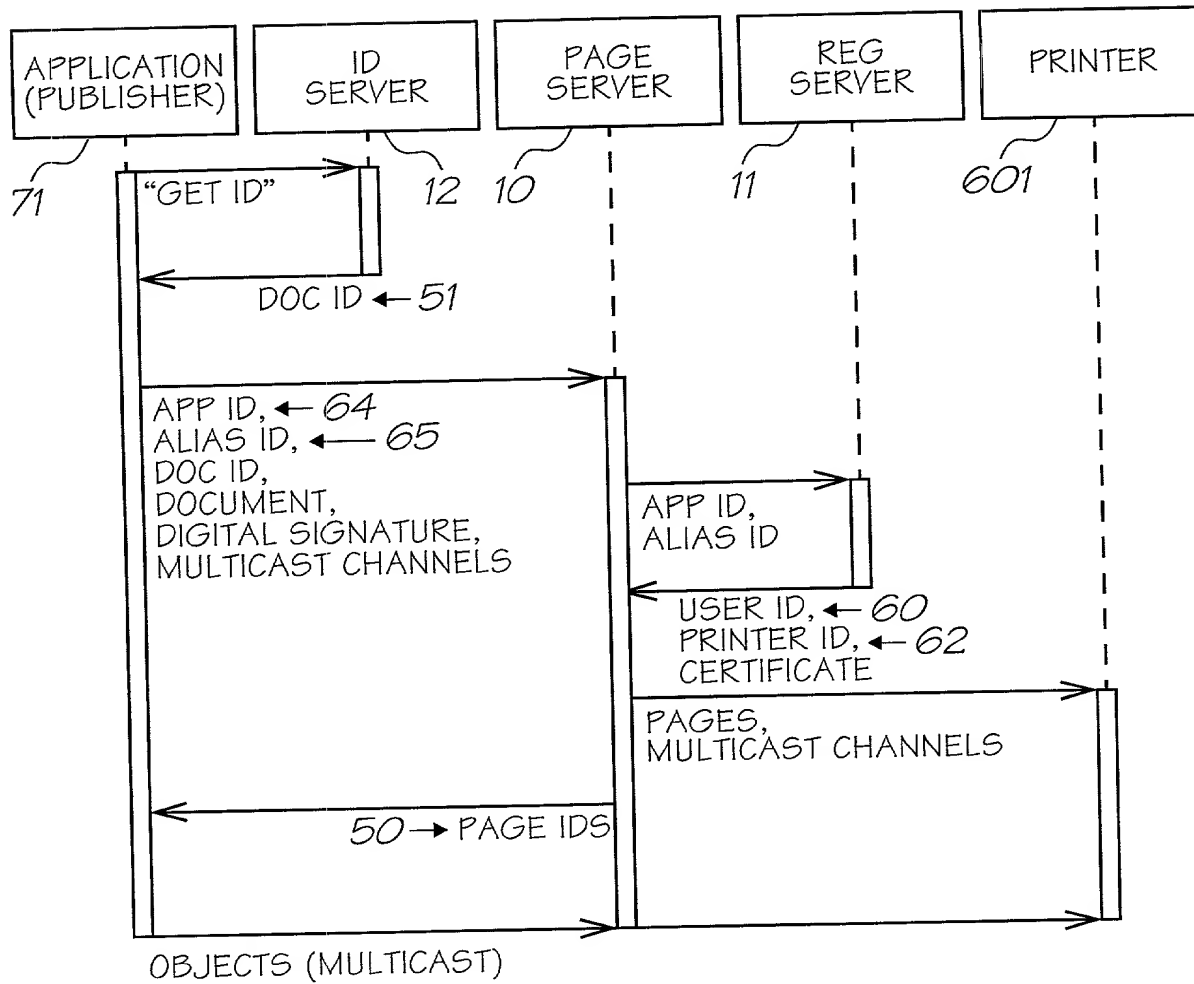 APPLICATION
(PUBLISHER)
ID
SERVER
PAGE
SERVER
REG
SERVER
PRINTER
71
12
10
11
601
"GET ID"
DOC ID ← 51
APP ID, ← 64
ALIAS ID, ← 65
DOC ID,
DOCUMENT,
DIGITAL SIGNATURE,
MULTICAST CHANNELS
APP ID,
ALIAS ID
USER ID, ← 60
PRINTER ID, ← 62
CERTIFICATE
PAGES,
MULTICAST CHANNELS
50 → PAGE IDS
OBJECTS (MULTICAST)